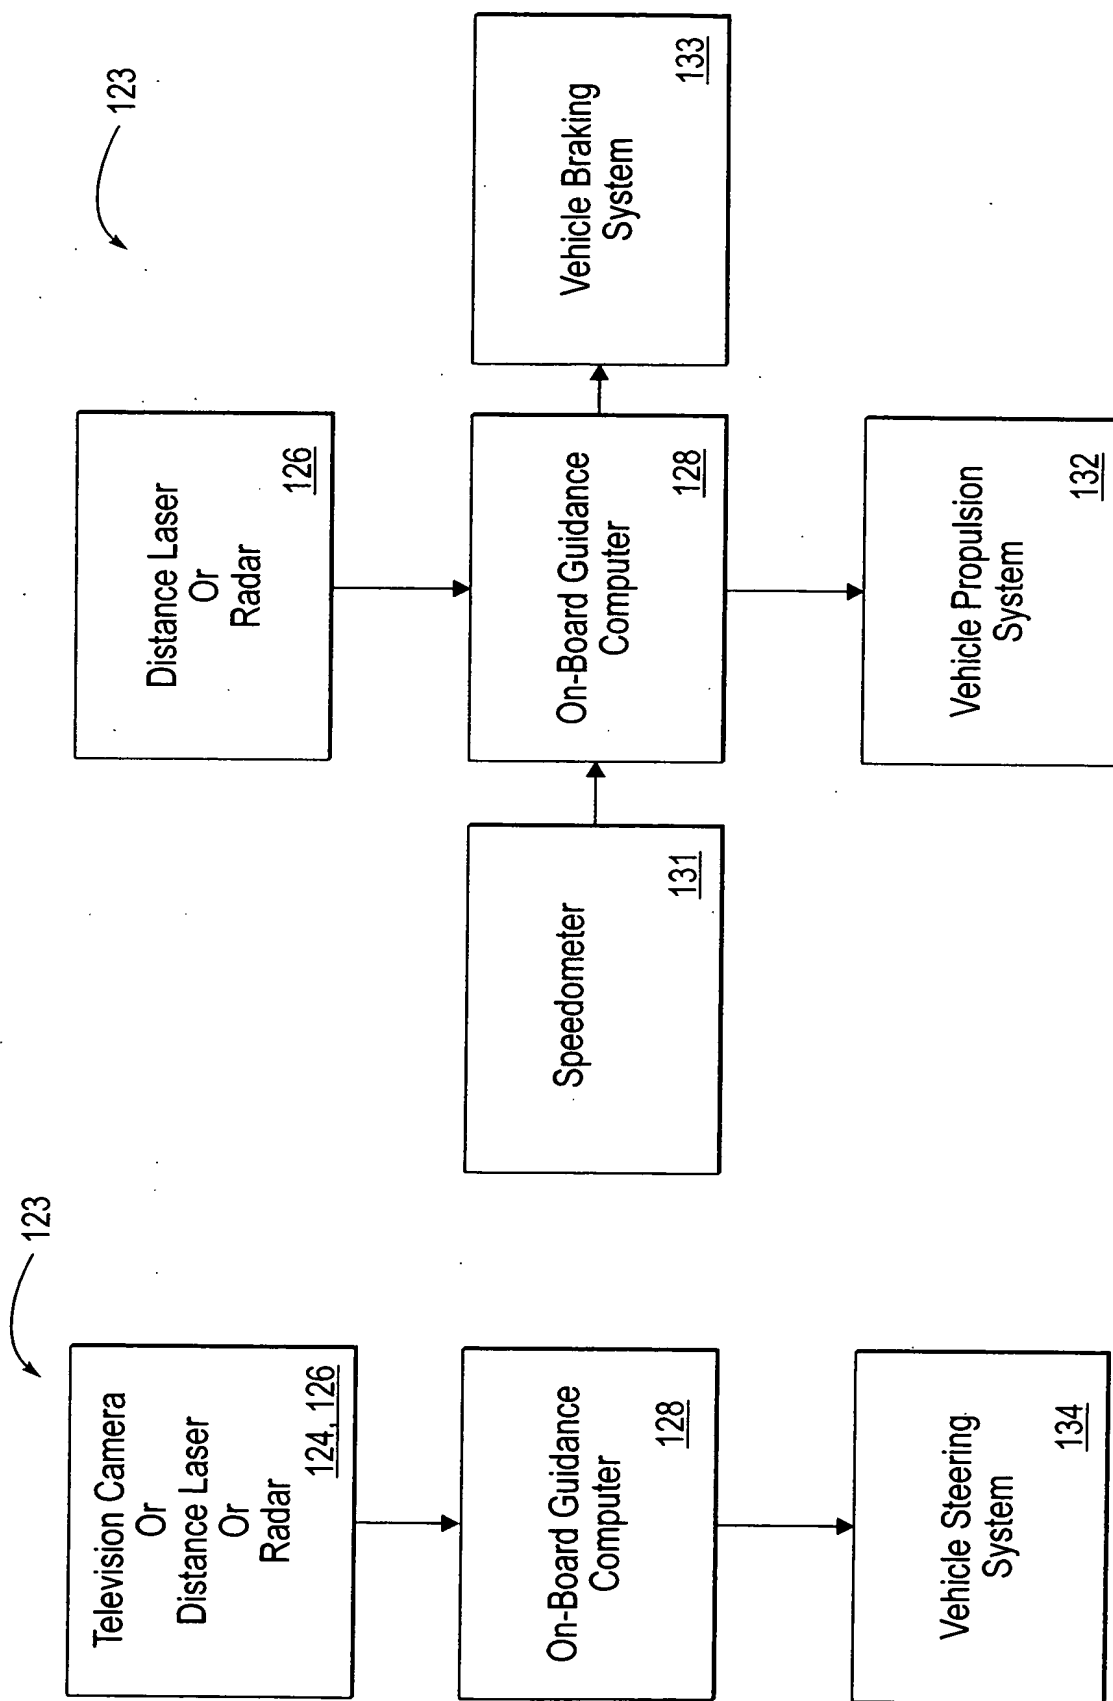 123
Television Camera
Or
Distance Laser
Or
Radar
124, 126
On-Board Guidance
Computer
128
Vehicle Steering
System
134
123
Distance Laser
Or
Radar
126
Speedometer
131
On-Board Guidance
Computer
128
Vehicle Braking
System
133
Vehicle Propulsion
System
132